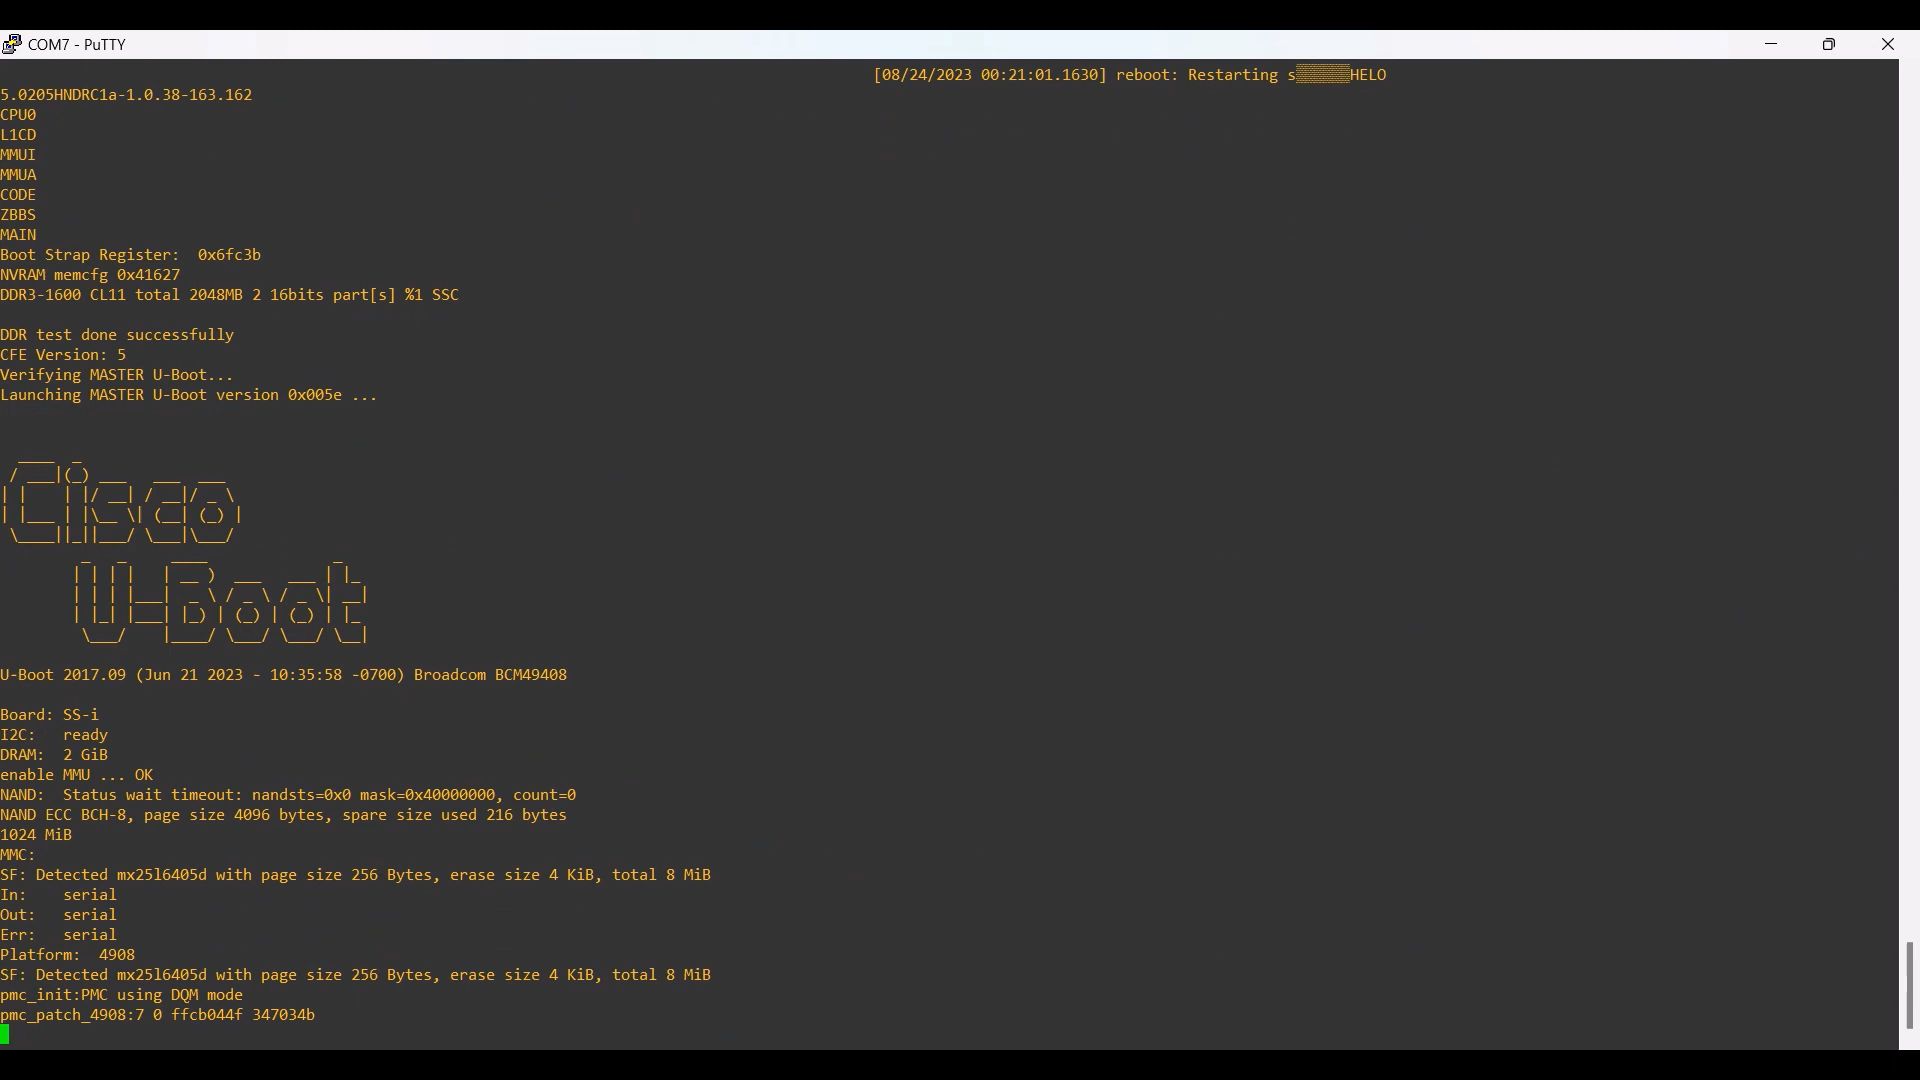 COM7 - PuTTY
[08/24/2023 00:21:01.1630] reboot: Restarting s▒▒▒▒▒▒HELO
5.0205HNDRC1a-1.0.38-163.162
CPU0
L1CD
MMUI
MMUA
CODE
ZBBS
MAIN
Boot Strap Register:  0x6fc3b
NVRAM memcfg 0x41627
DDR3-1600 CL11 total 2048MB 2 16bits part[s] %1 SSC
DDR test done successfully
CFE Version: 5
Verifying MASTER U-Boot...
Launching MASTER U-Boot version 0x005e ...
Cisco
U-Boot
U-Boot 2017.09 (Jun 21 2023 - 10:35:58 -0700) Broadcom BCM49408
Board: SS-i
I2C:   ready
DRAM:  2 GiB
enable MMU ... OK
NAND:  Status wait timeout: nandsts=0x0 mask=0x40000000, count=0
NAND ECC BCH-8, page size 4096 bytes, spare size used 216 bytes
1024 MiB
MMC:
SF: Detected mx25l6405d with page size 256 Bytes, erase size 4 KiB, total 8 MiB
In:    serial
Out:   serial
Err:   serial
Platform:  4908
SF: Detected mx25l6405d with page size 256 Bytes, erase size 4 KiB, total 8 MiB
pmc_init:PMC using DQM mode
pmc_patch_4908:7 0 ffcb044f 347034b